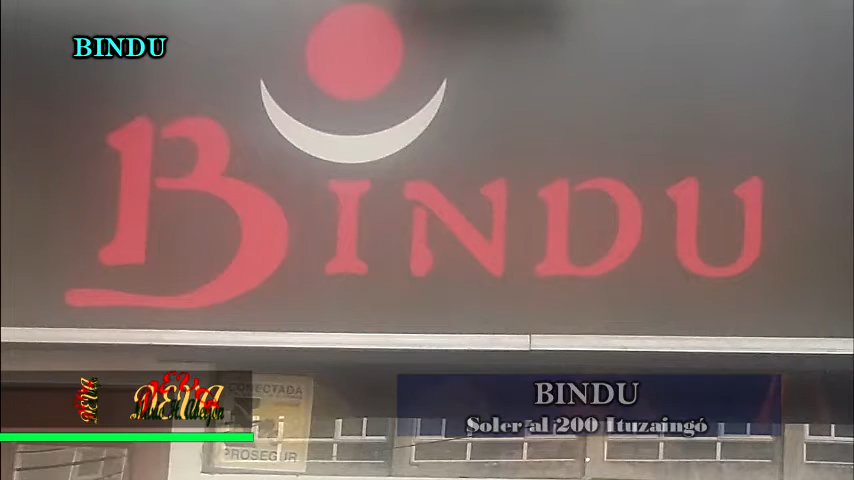 BINDU
BINDU
CONECTADA
PROSEGUR
BINDU
Soler al 200 Ituzaingó